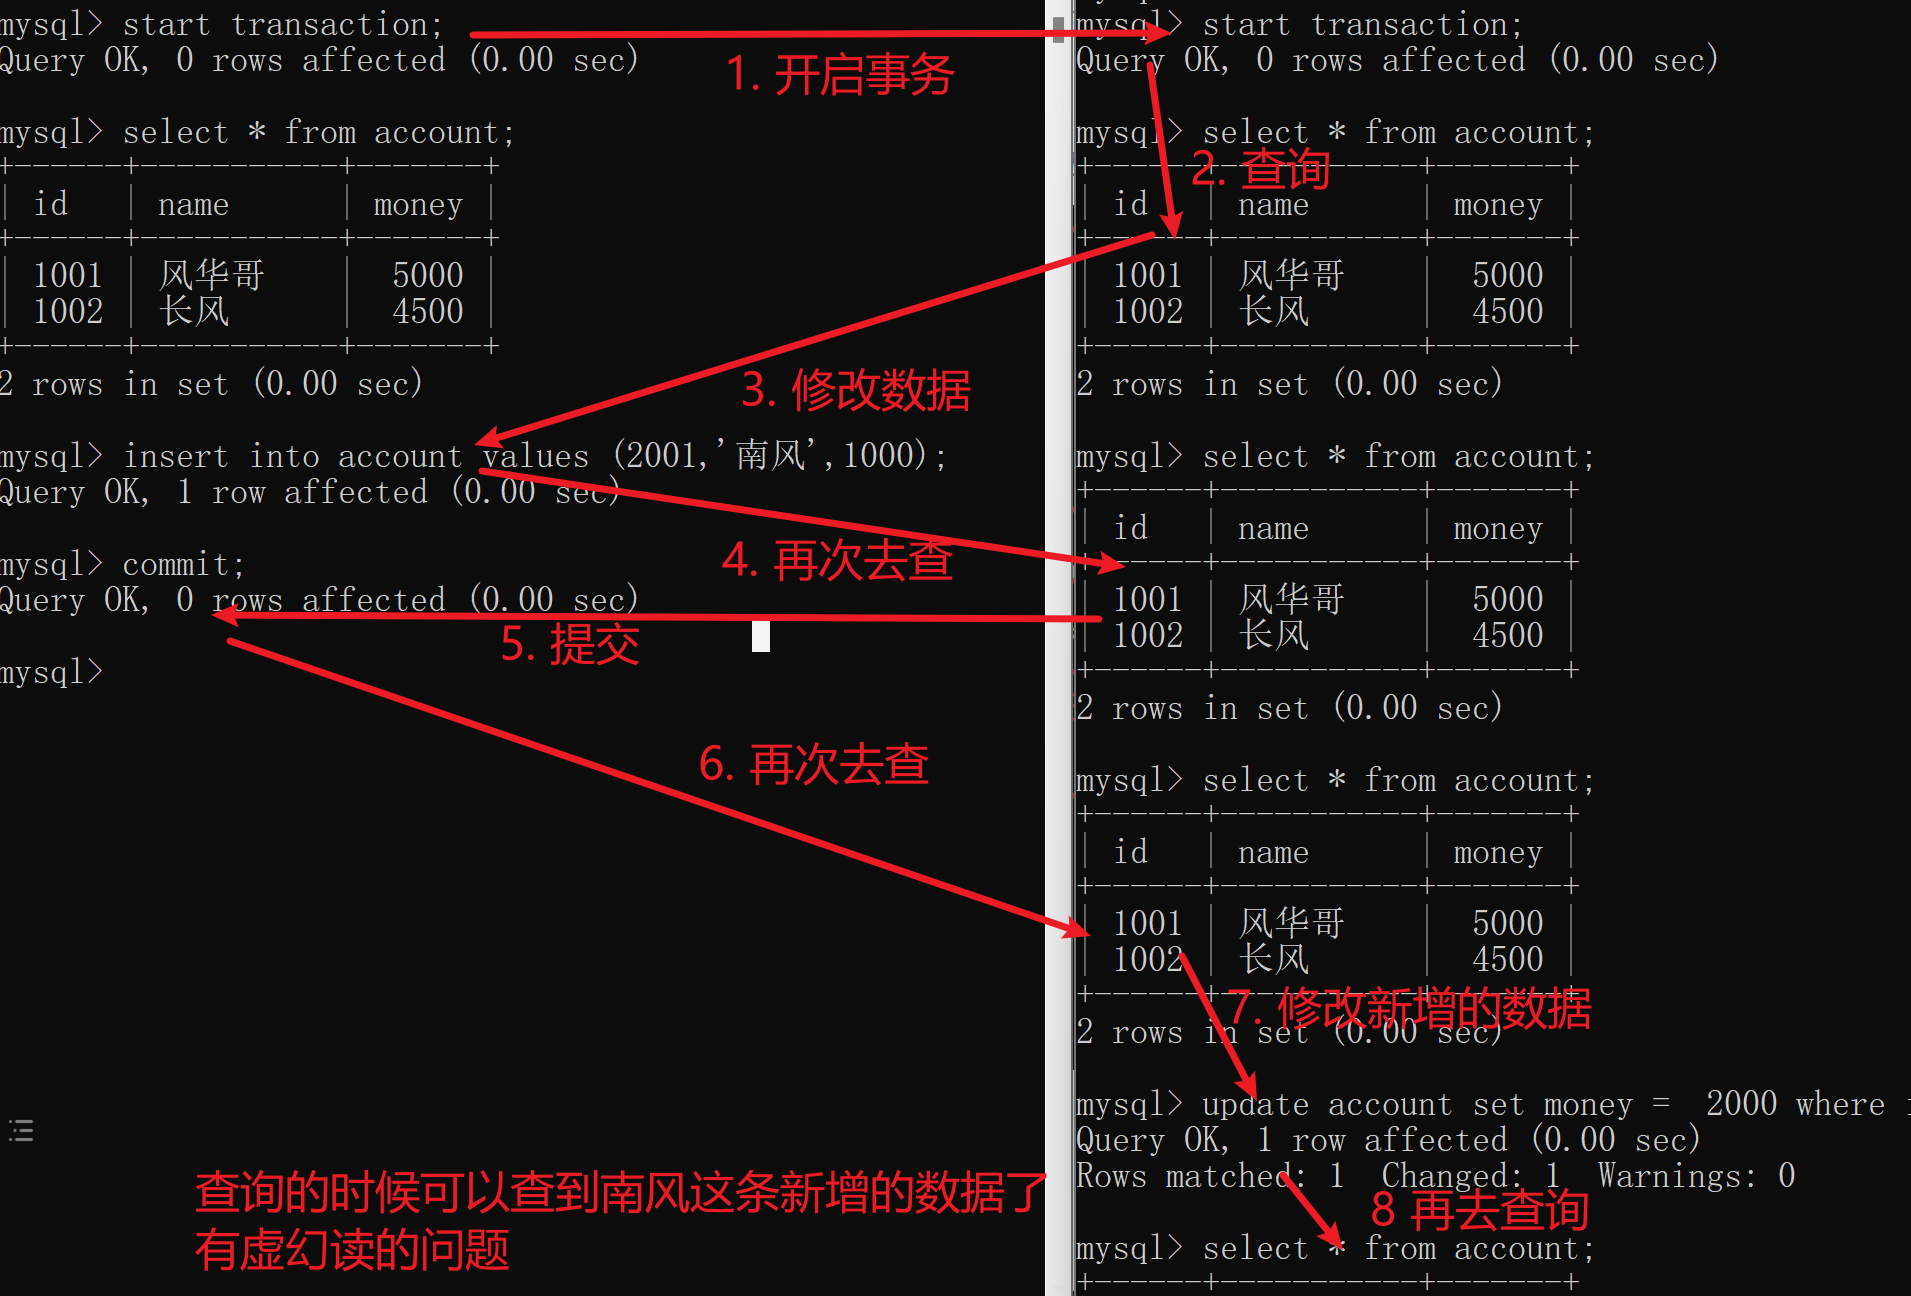 mysql> start transaction;
Query OK, 0 rows affected (0.00 sec)
mysql> select * from account;
+------+-----------+-------+
| id | name | money |
+------+-----------+-------+
| 1001 | 风华哥 | 5000 |
| 1002 | 长风 | 4500 |
+------+-----------+-------+
2 rows in set (0.00 sec)
mysql> insert into account values (2001,'南风',1000);
Query OK, 1 row affected (0.00 sec)
mysql> commit;
Query OK, 0 rows affected (0.00 sec)
mysql>
1. 开启事务
2. 查询
3. 修改数据
4. 再次去查
5. 提交
6. 再次去查
7. 修改新增的数据
8 再去查询
查询的时候可以查到南风这条新增的数据了
有虚幻读的问题
mysql> start transaction;
Query OK, 0 rows affected (0.00 sec)
mysql> select * from account;
+------+-----------+-------+
| id | name | money |
+------+-----------+-------+
| 1001 | 风华哥 | 5000 |
| 1002 | 长风 | 4500 |
+------+-----------+-------+
2 rows in set (0.00 sec)
mysql> select * from account;
+------+-----------+-------+
| id | name | money |
+------+-----------+-------+
| 1001 | 风华哥 | 5000 |
| 1002 | 长风 | 4500 |
+------+-----------+-------+
2 rows in set (0.00 sec)
mysql> select * from account;
+------+-----------+-------+
| id | name | money |
+------+-----------+-------+
| 1001 | 风华哥 | 5000 |
| 1002 | 长风 | 4500 |
+------+-----------+-------+
2 rows in set (0.00 sec)
mysql> update account set money =  2000 where
Query OK, 1 row affected (0.00 sec)
Rows matched: 1  Changed: 1  Warnings: 0
mysql> select * from account;
+------+-----------+-------+